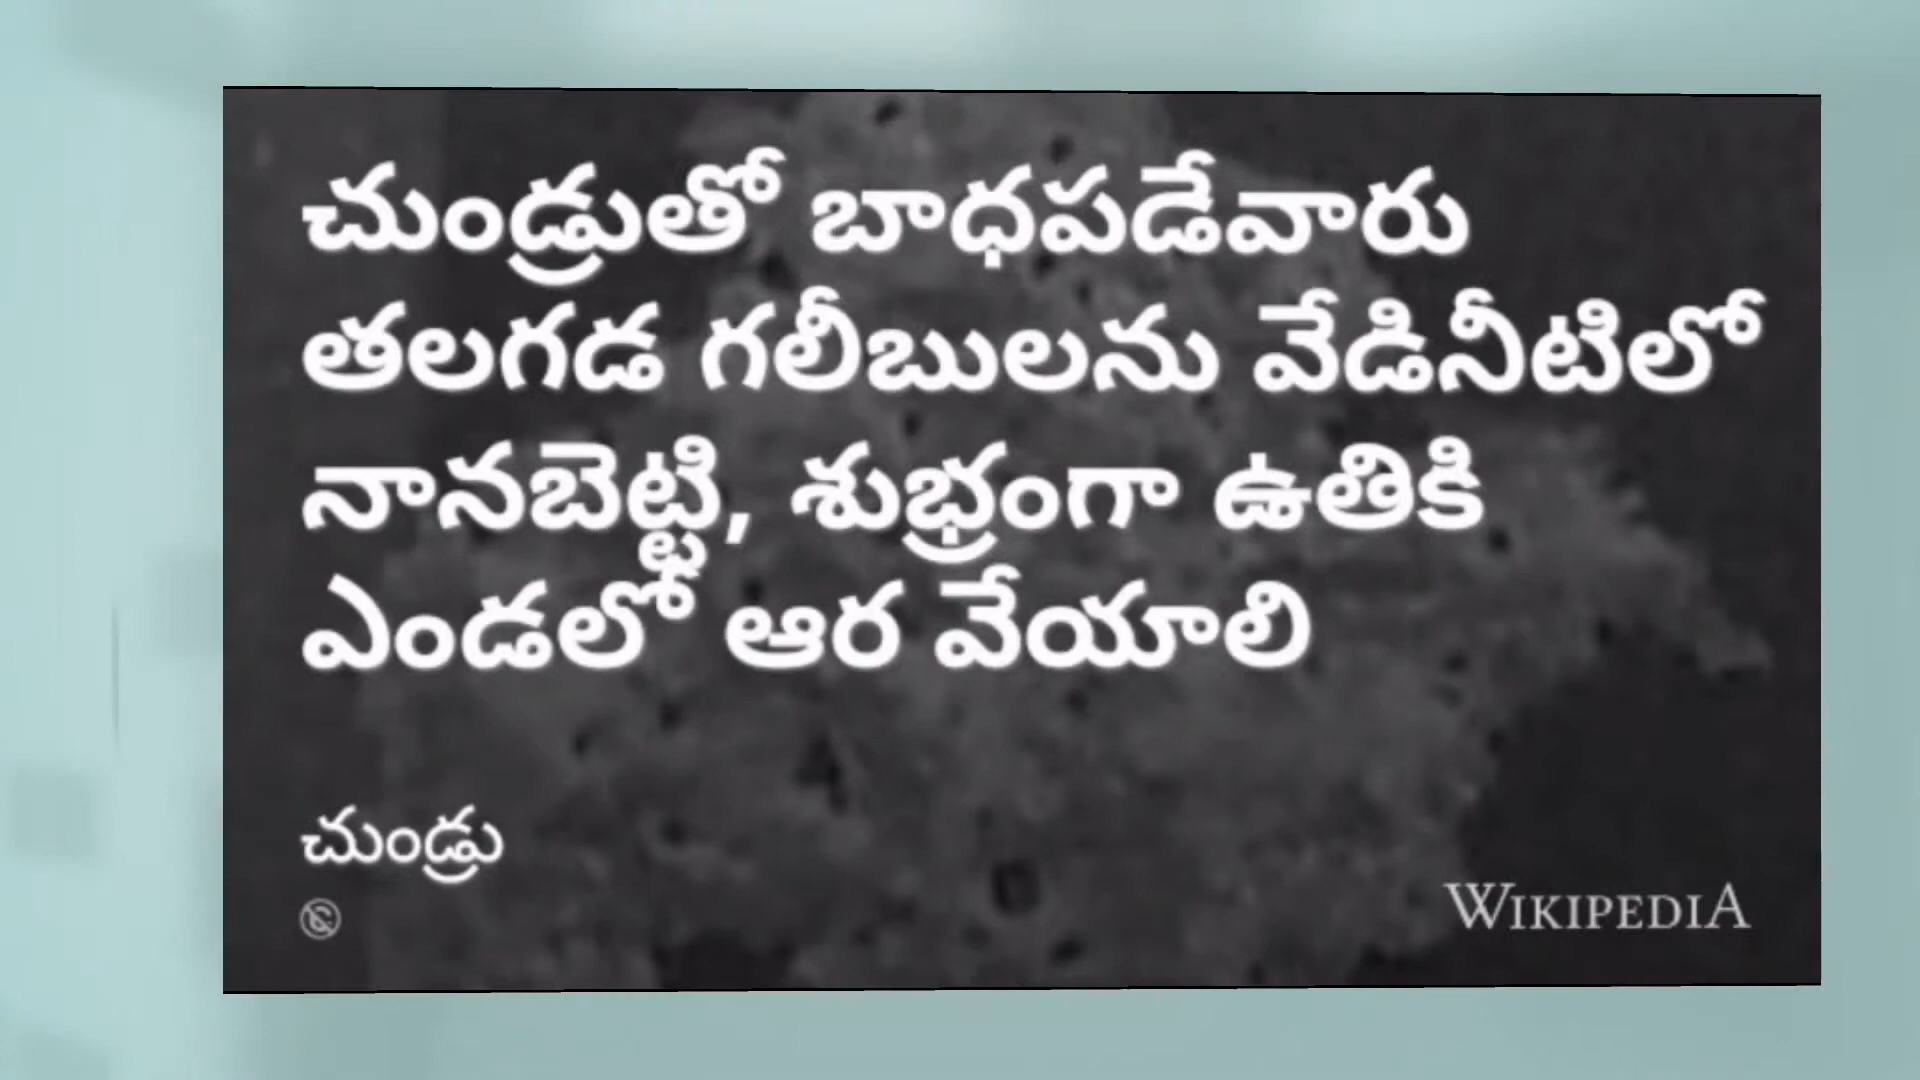 చుండ్రుతో బాధపడేవారు
తలగడ గలీబులను వేడినీటిలో
నానబెట్టి, శుభ్రంగా ఉతికి
ఎండలో ఆర వేయాలి
చుండ్రు
WIKIPEDIA